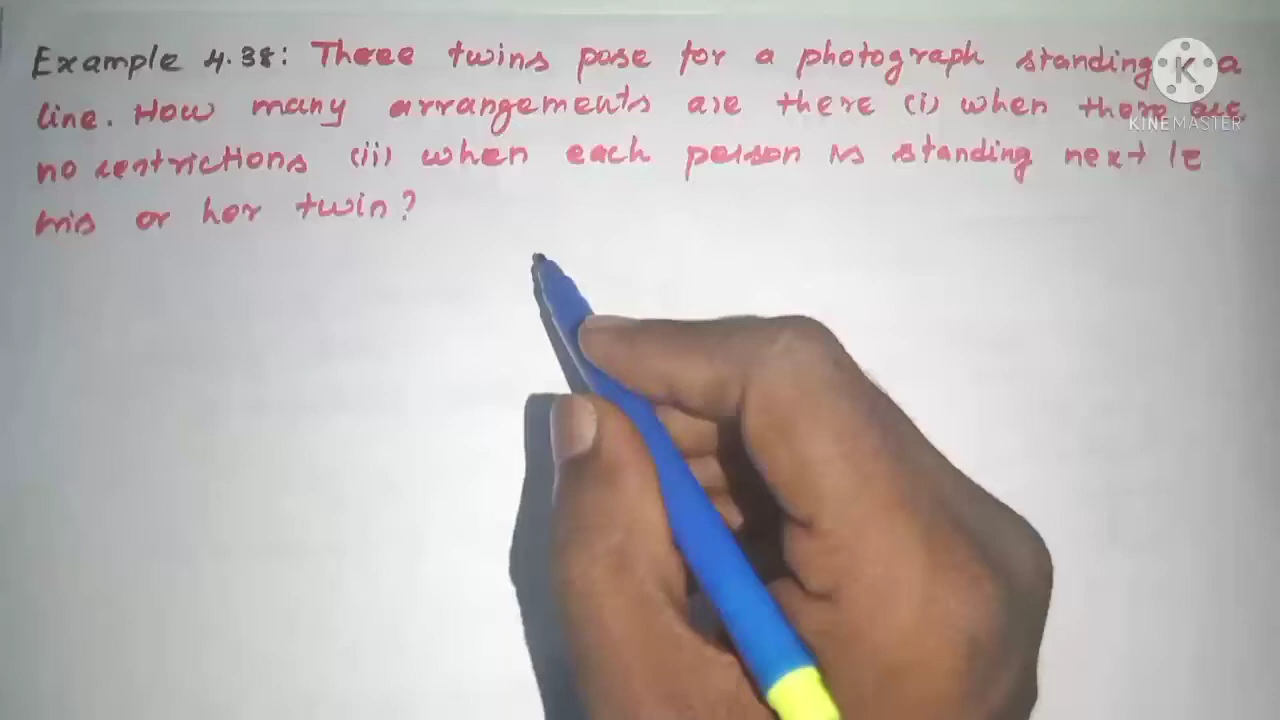 Example 4.38: Three twins pose for a photograph standing a
line. How many arrangements are there (i) when there are
no restrictions (ii) when each person is standing next to
his or her twin?
K
KINEMASTER